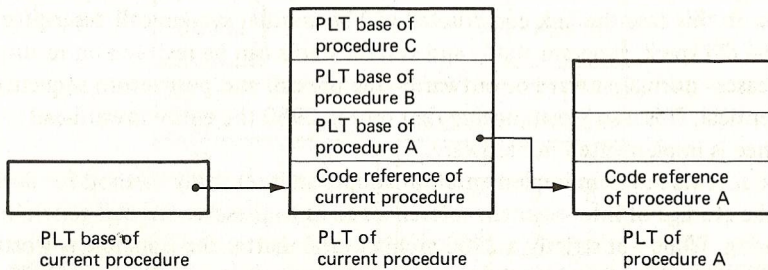 PLT base of
procedure C
PLT base of
procedure B
PLT base of
procedure A
Code reference of
current procedure
Code reference
of procedure A
PLT base of
current procedure
PLT of
current procedure
PLT of
procedure A